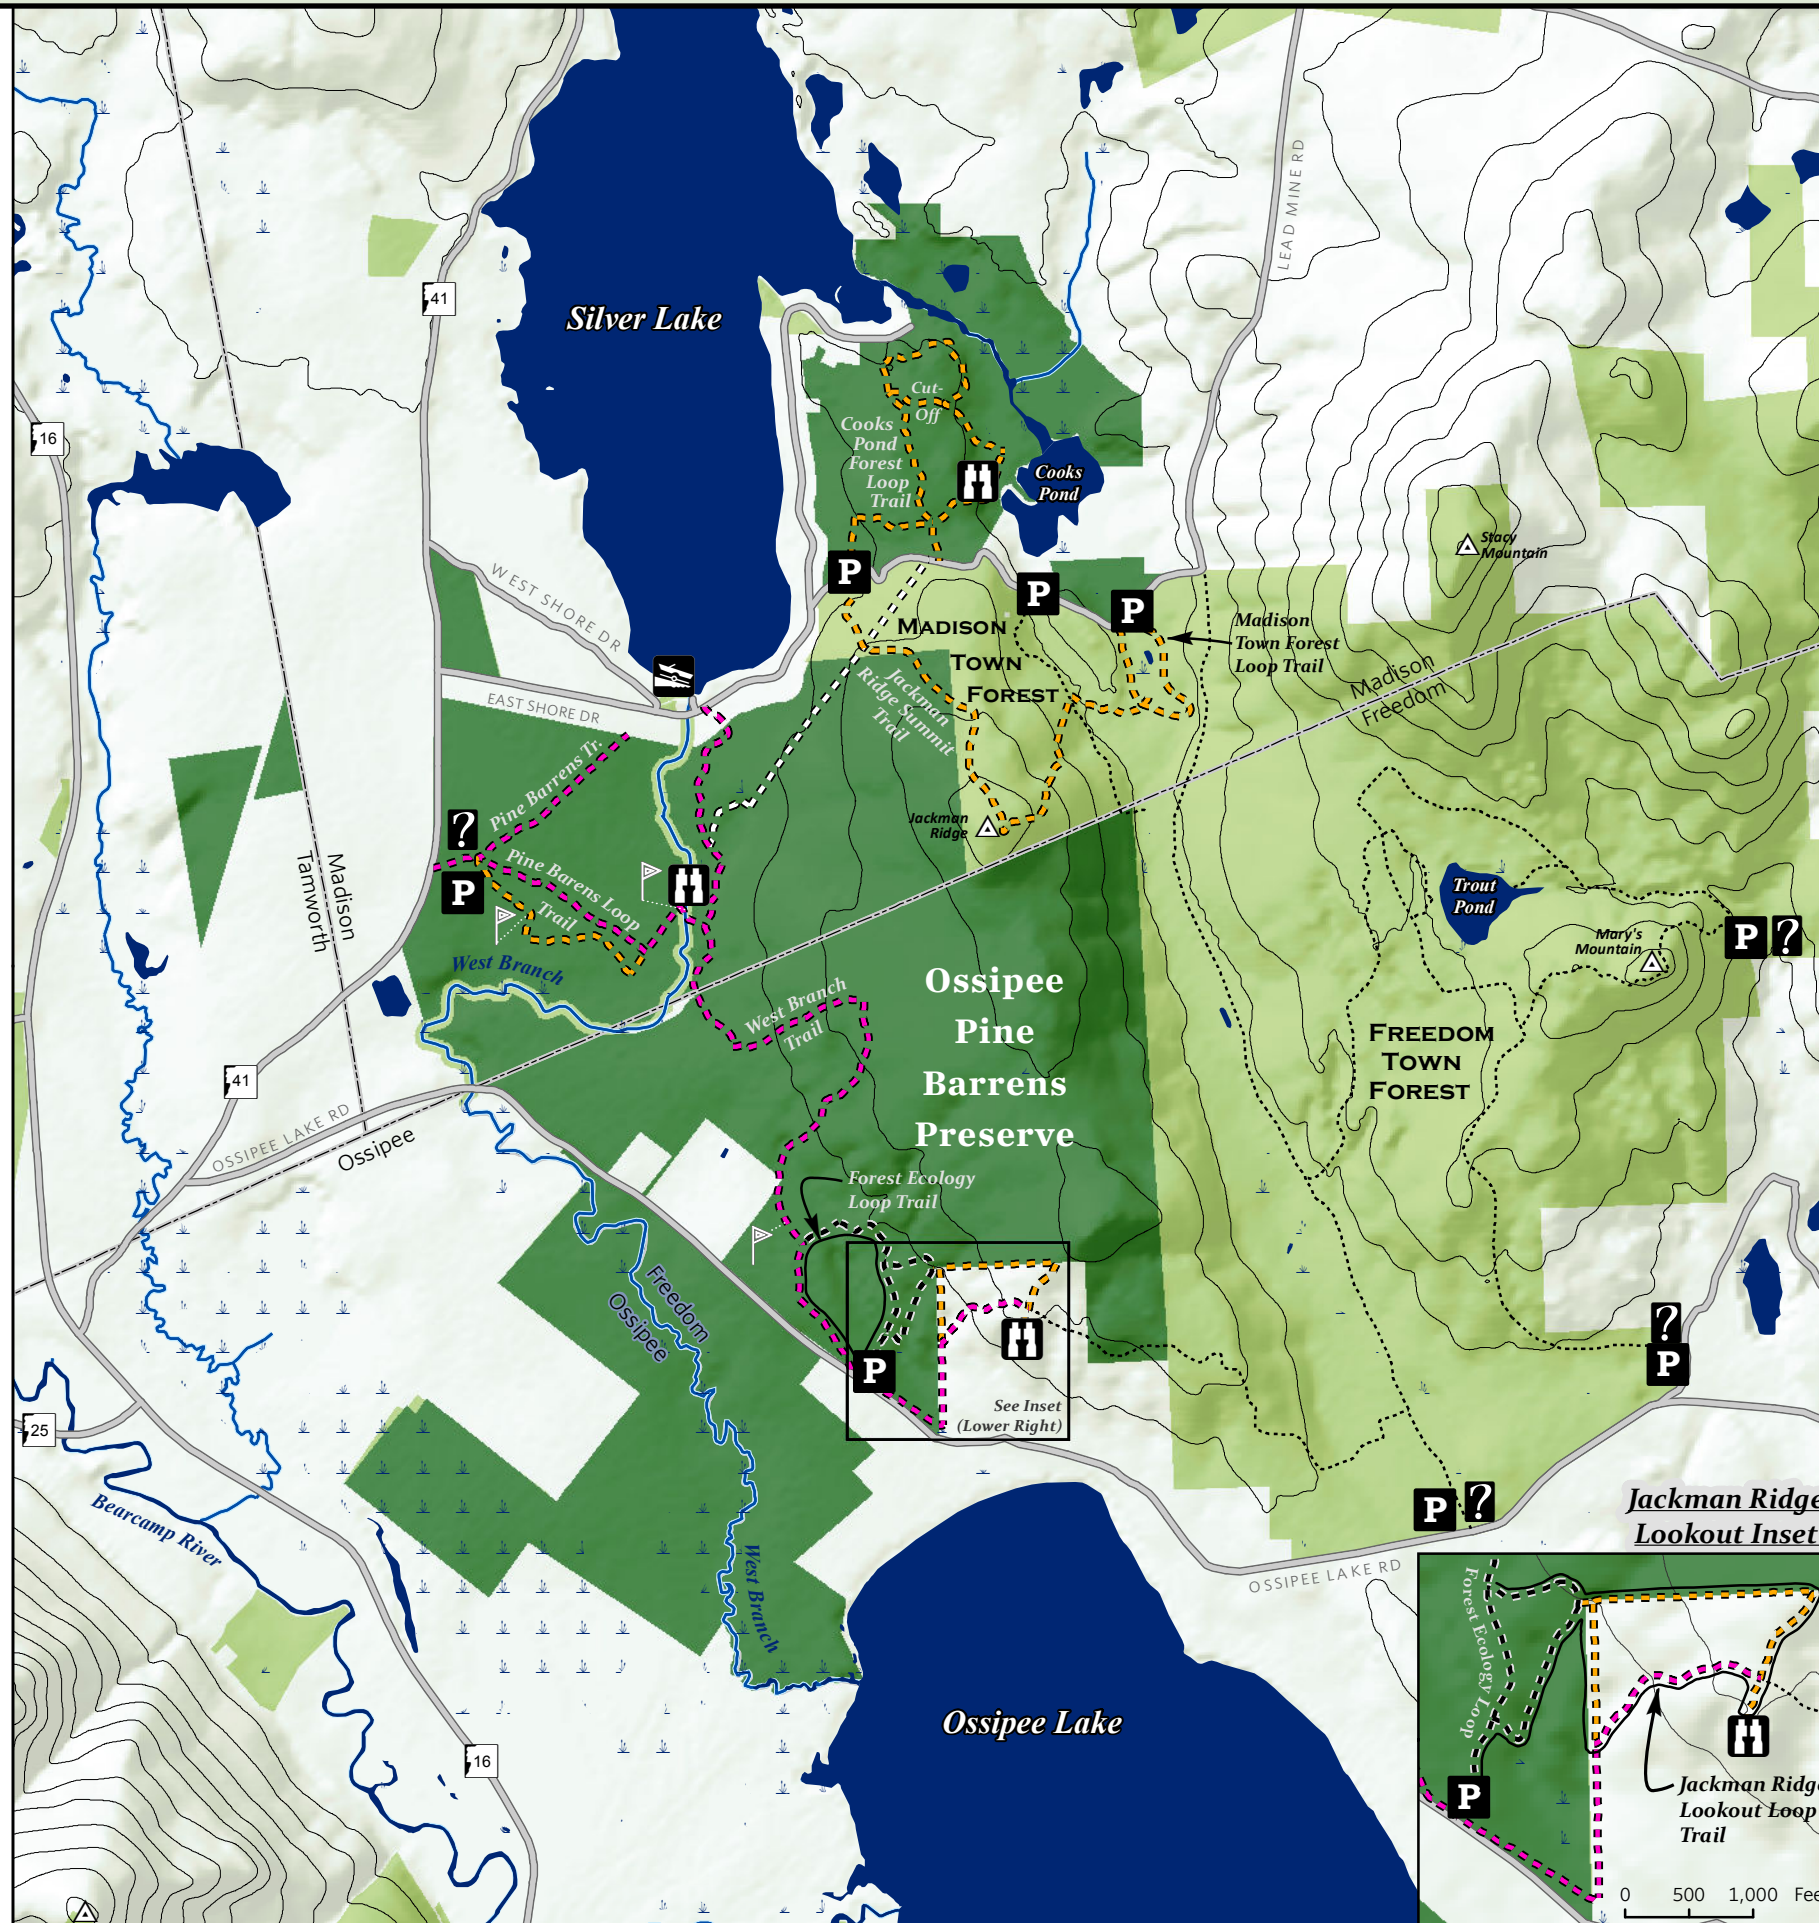 LEAD MINE RD
41
Silver Lake
16
Cut-
Off
Cooks
Pond
Forest
Loop
Trail
Cooks
Pond
Stacy
Mountain
P
P
P
WEST SHORE DR
Madison
Town
Forest
Madison
Town Forest
Loop Trail
Madison
Freedom
Jackman
Ridge Summit
Trail
EAST SHORE DR
Pine Barrens Tr.
?
Jackman
Ridge
Madison
Tamworth
Pine Barens Loop
Trail
P
Trout
Pond
P ?
Mary's
Mountain
West Branch
Ossipee
Pine
Barrens
Preserve
West Branch
Trail
Freedom
Town
Forest
41
OSSIPEE LAKE RD
Ossipee
Forest Ecology
Loop Trail
Freedom
Ossipee
?
P
P
See Inset
(Lower Right)
25
Bearcamp River
P ?
Jackman Ridge
Lookout Inset
OSSIPEE LAKE RD
West Branch
Forest Ecology Loop
Ossipee Lake
16
P
Jackman Ridge
Lookout Loop
Trail
0 500 1,000 Fee